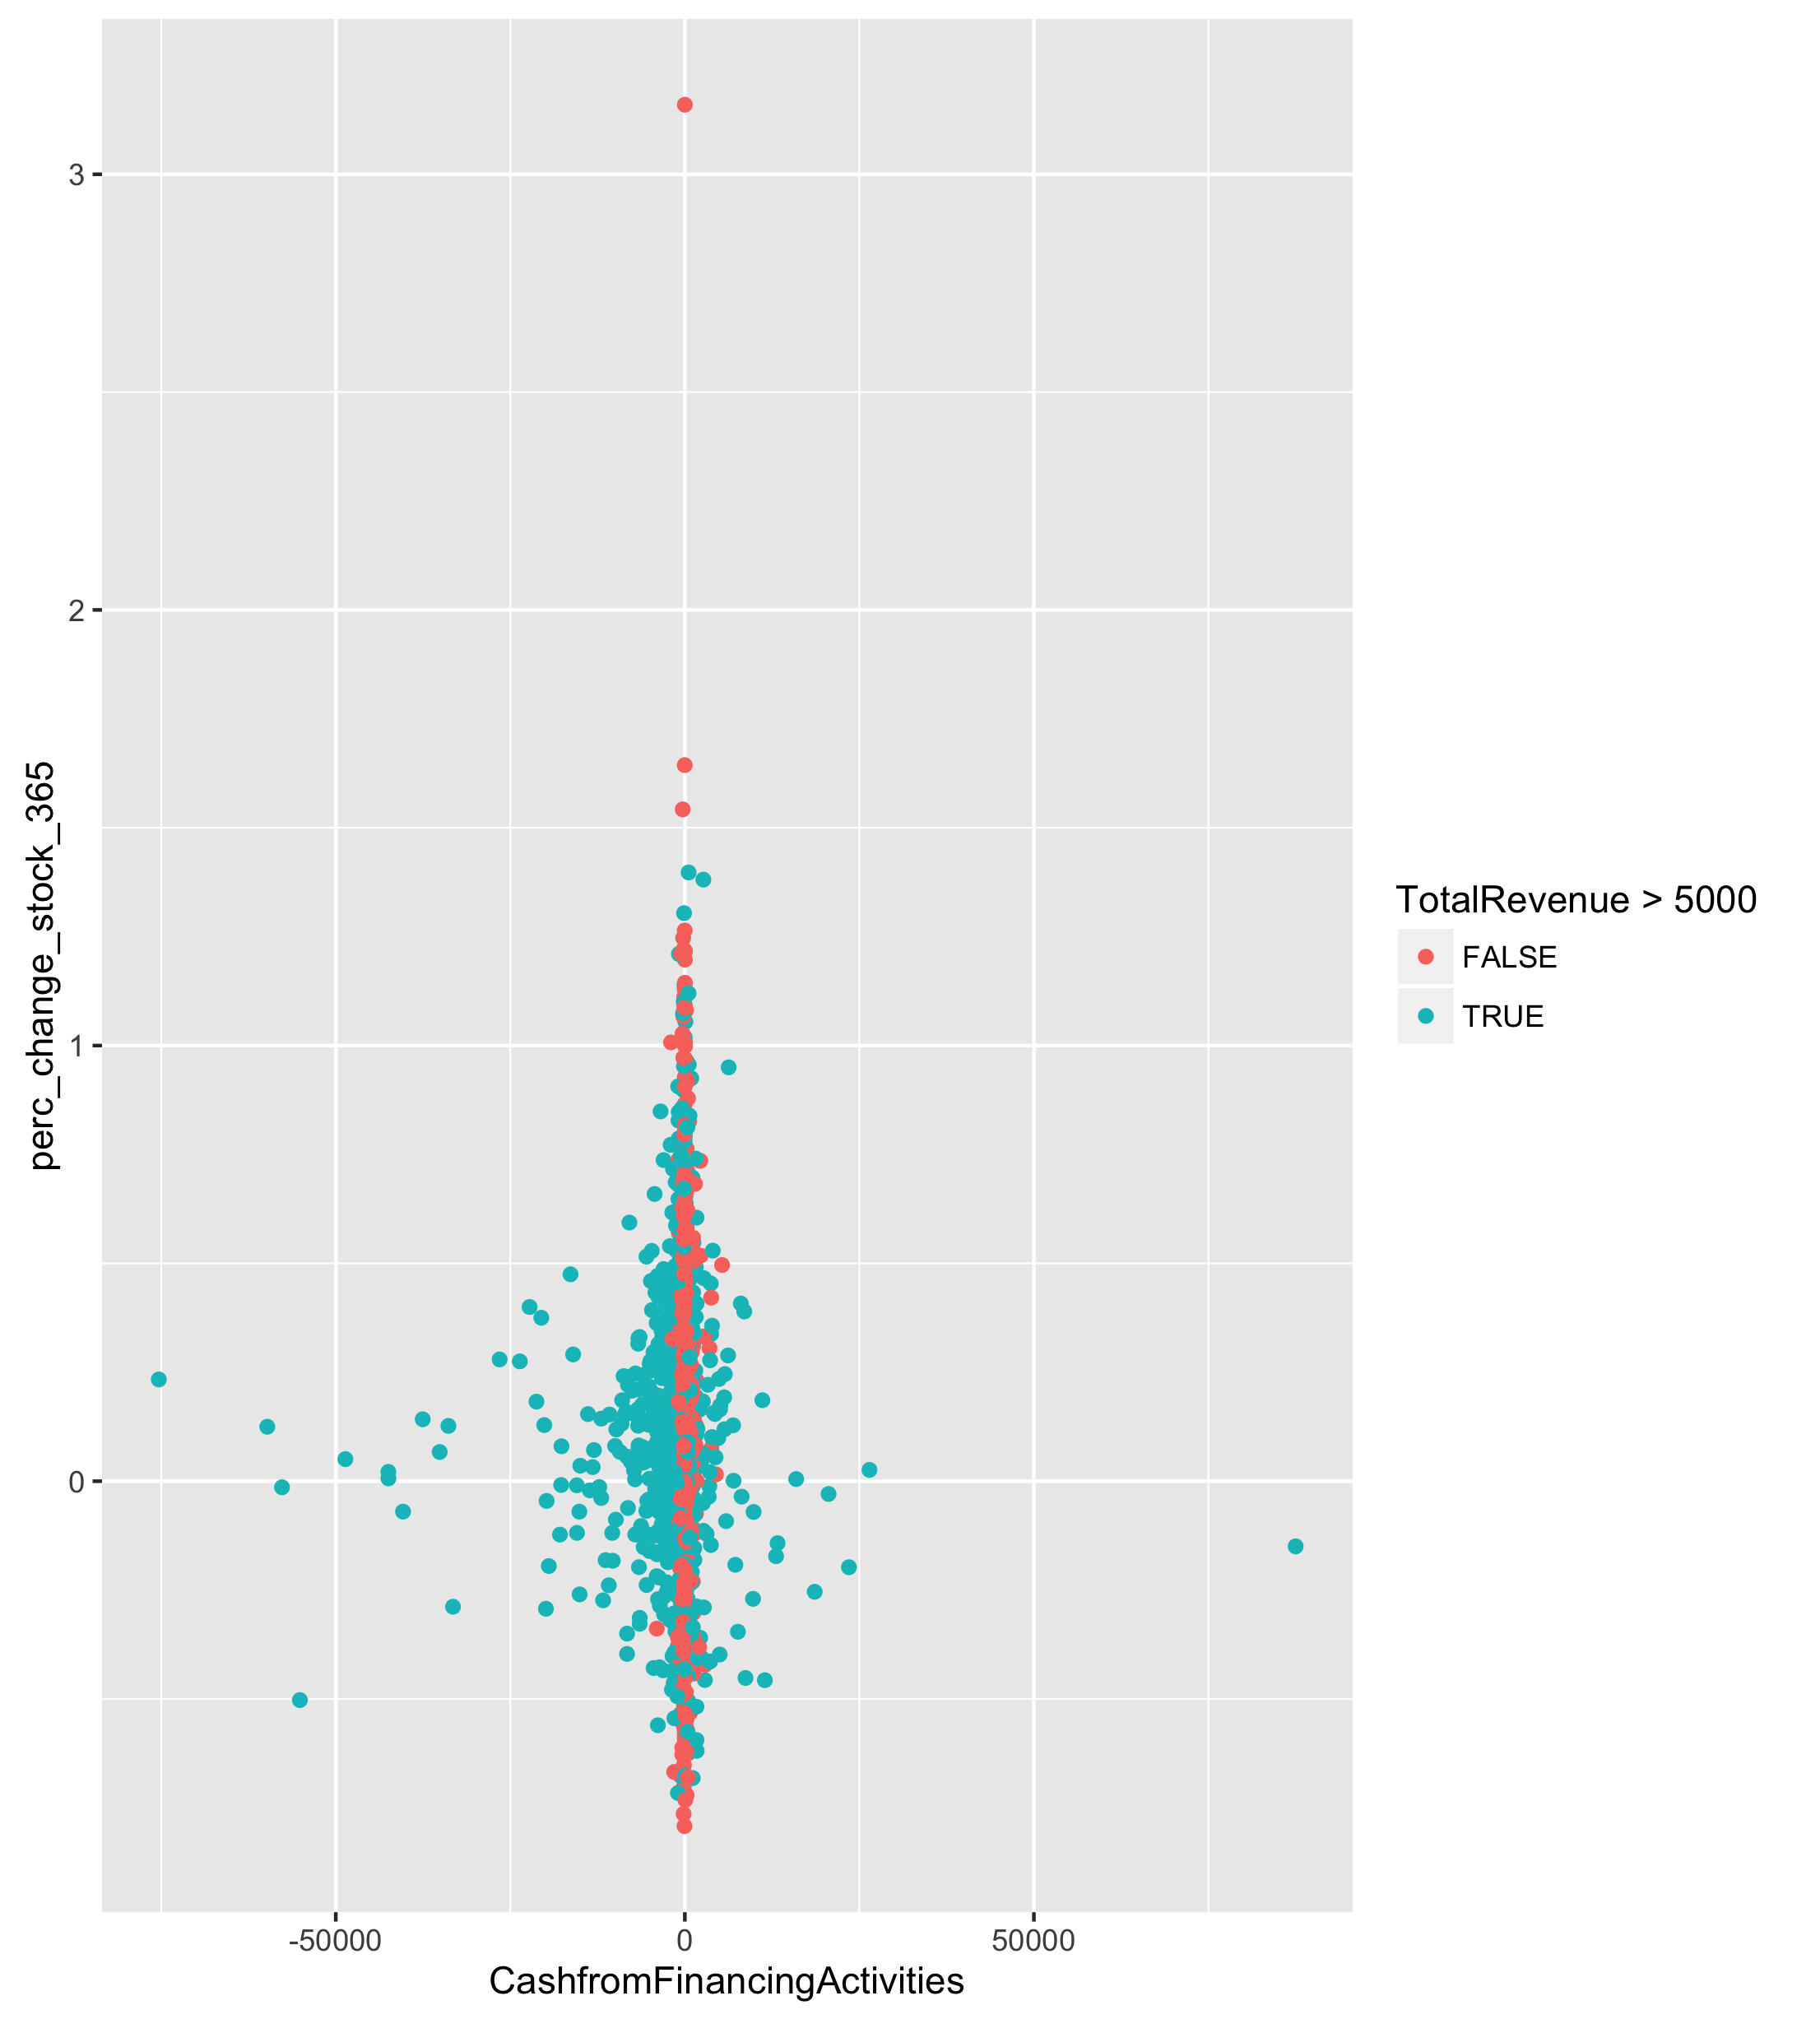 3
2
1
0
perc_change_stock_365
-50000
0
50000
CashfromFinancingActivities
TotalRevenue > 5000
FALSE
TRUE